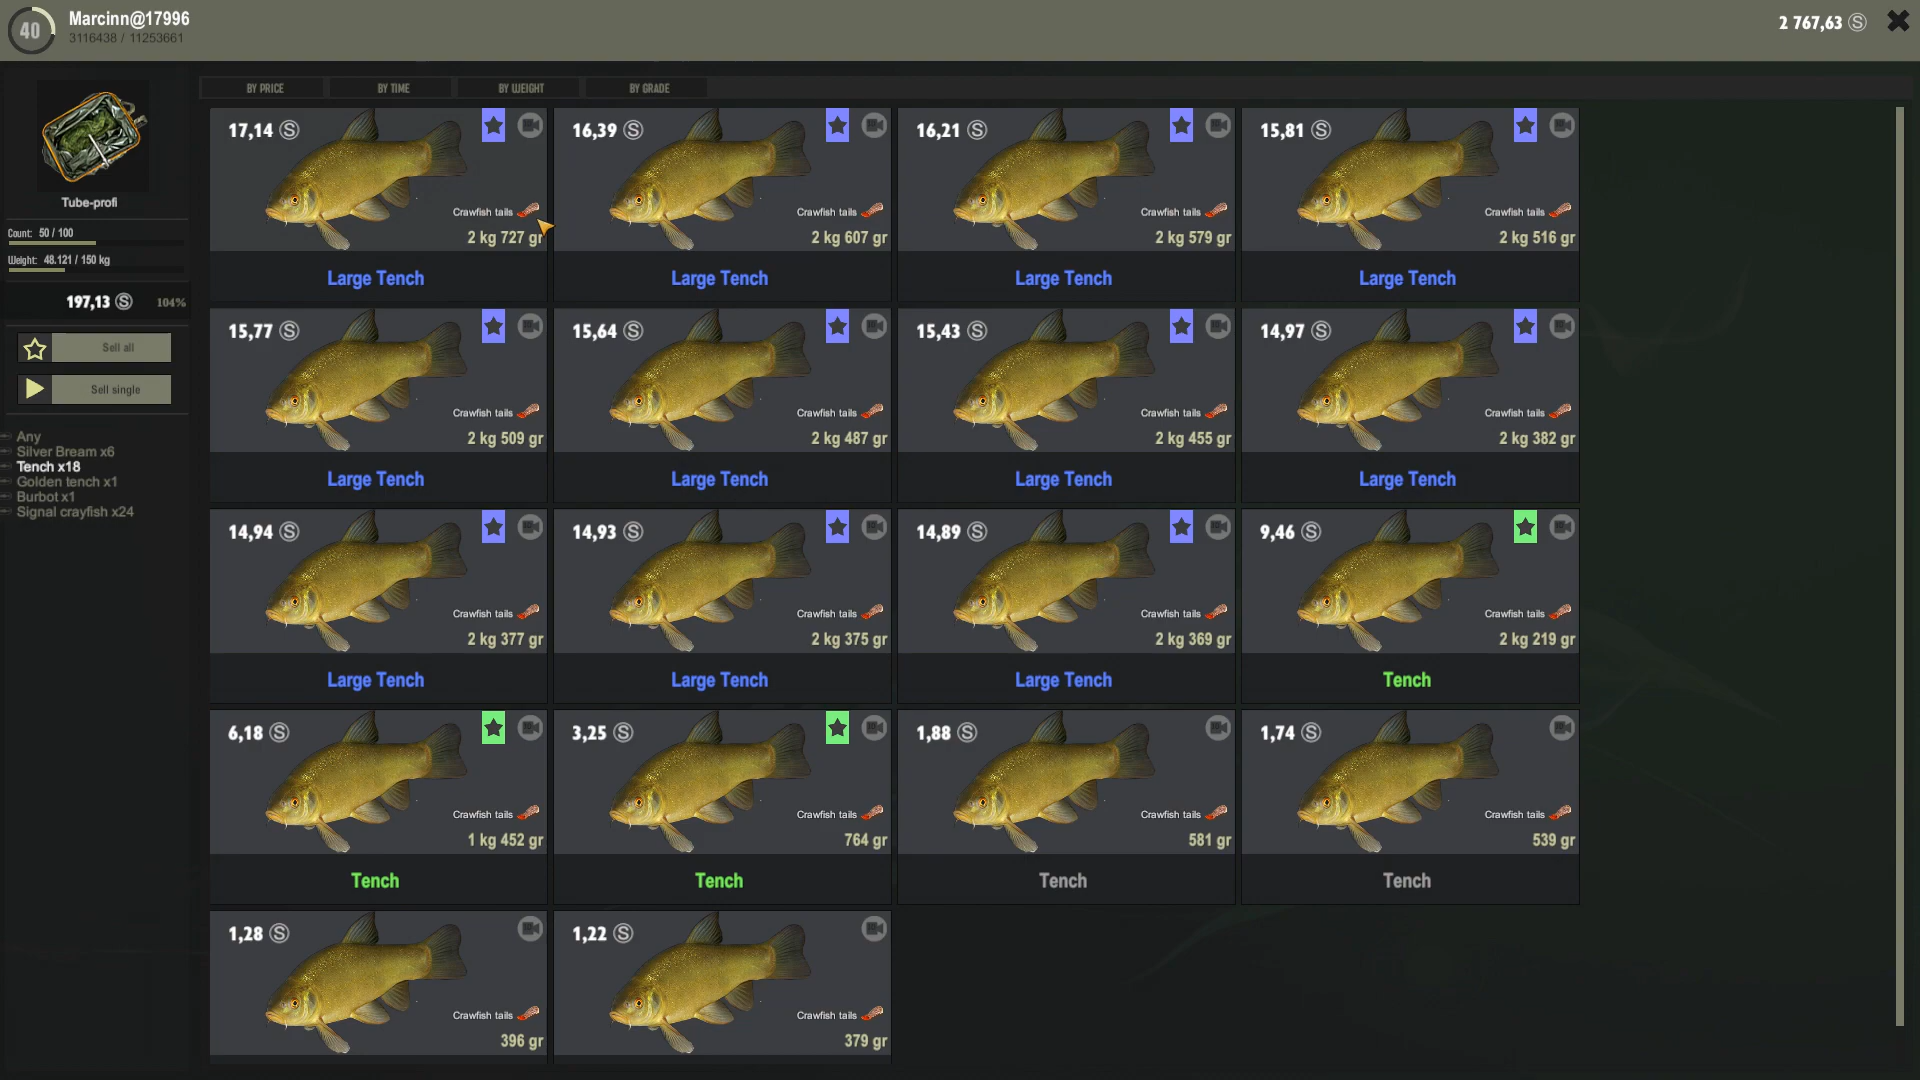 40
Marcinn@17996
3116438 / 11253661
2 767,63 S
Tube-profi
Count: 50 / 100
Weight: 48.121 / 150 kg
197,13 S 104%
Sell all
Sell single
Any
Silver Bream x6
Tench x18
Golden tench x1
Burbot x1
Signal crayfish x24
BY PRICE BY TIME BY WEIGHT BY GRADE
17,14 S
Crawfish tails
2 kg 727 gr
Large Tench
16,39 S
Crawfish tails
2 kg 607 gr
Large Tench
16,21 S
Crawfish tails
2 kg 579 gr
Large Tench
15,81 S
Crawfish tails
2 kg 516 gr
Large Tench
15,77 S
Crawfish tails
2 kg 509 gr
Large Tench
15,64 S
Crawfish tails
2 kg 487 gr
Large Tench
15,43 S
Crawfish tails
2 kg 455 gr
Large Tench
14,97 S
Crawfish tails
2 kg 382 gr
Large Tench
14,94 S
Crawfish tails
2 kg 377 gr
Large Tench
14,93 S
Crawfish tails
2 kg 375 gr
Large Tench
14,89 S
Crawfish tails
2 kg 369 gr
Large Tench
9,46 S
Crawfish tails
2 kg 219 gr
Tench
6,18 S
Crawfish tails
1 kg 452 gr
Tench
3,25 S
Crawfish tails
764 gr
Tench
1,88 S
Crawfish tails
581 gr
Tench
1,74 S
Crawfish tails
539 gr
Tench
1,28 S
Crawfish tails
396 gr
1,22 S
Crawfish tails
379 gr